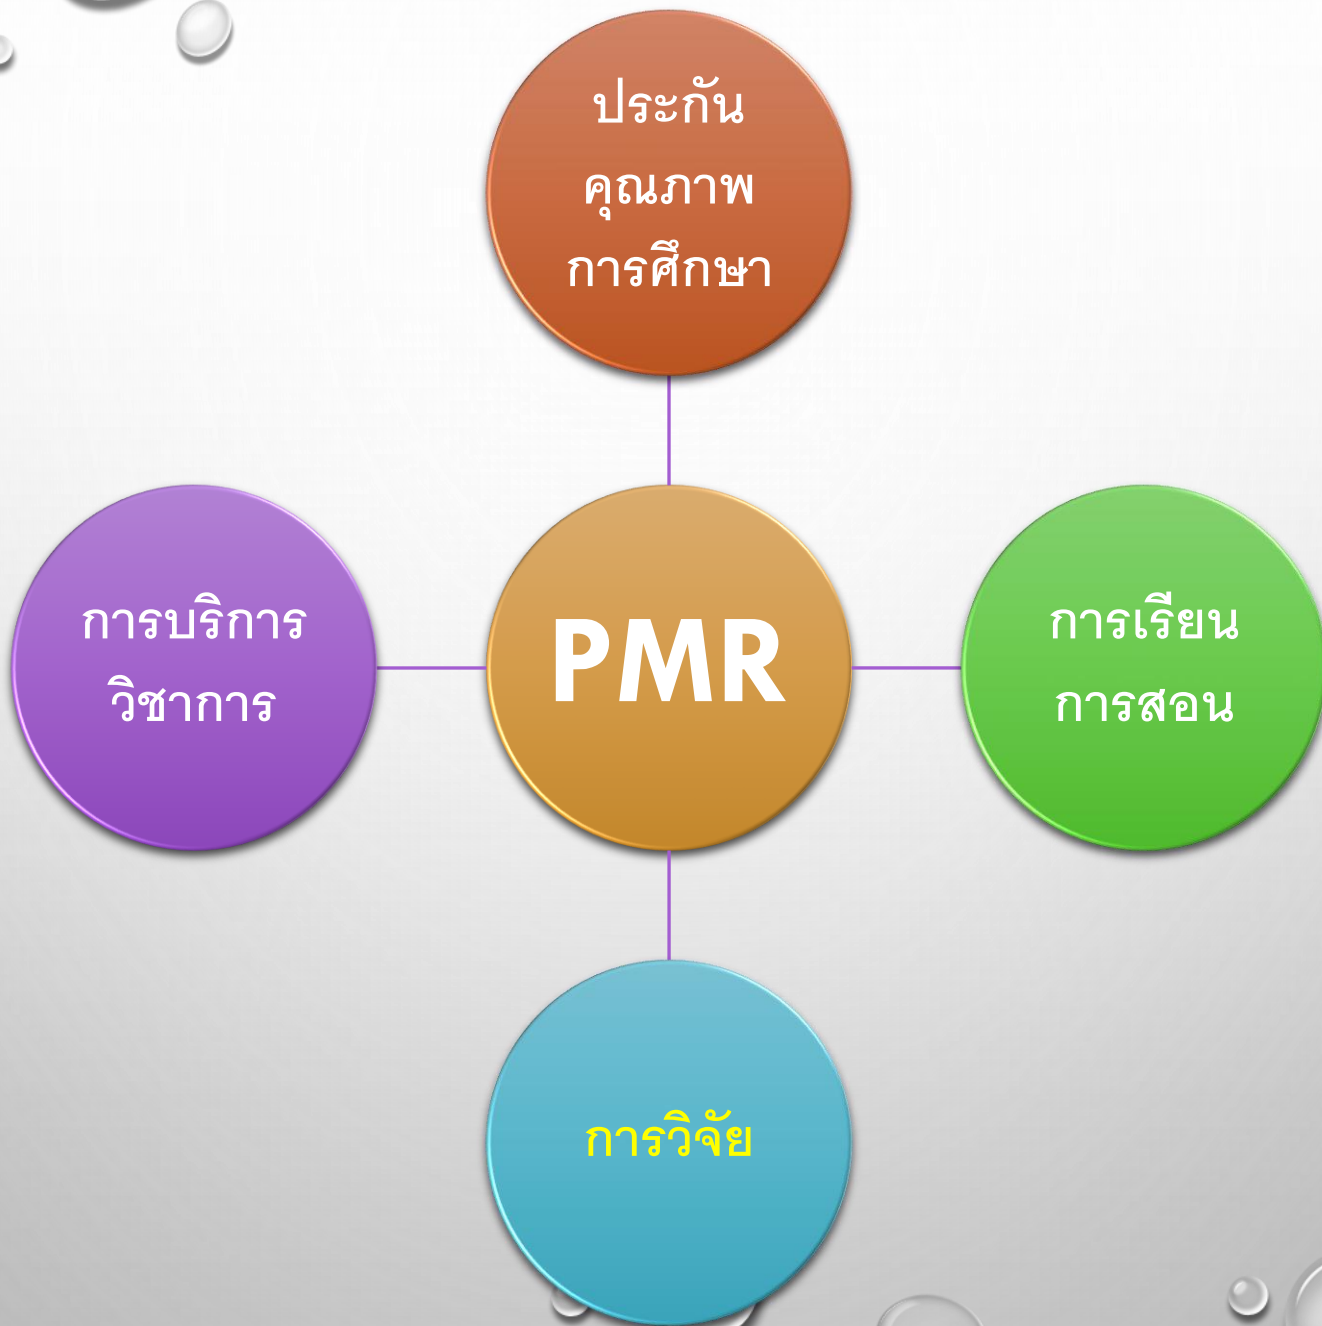 ประกัน
คุณภาพ
การศึกษา
การบริการ
วิชาการ
PMR
การเรียน
การสอน
การวิจัย